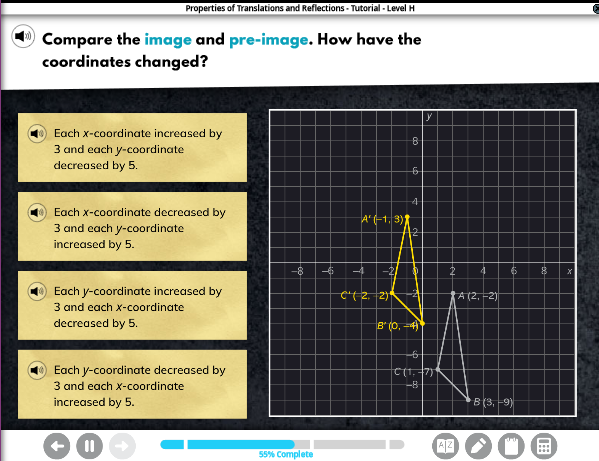 Properties of Translations and Reflections - Tutorial - Level H
Compare the image and pre-image. How have the
coordinates changed?
Each x-coordinate increased by
3 and each y-coordinate
decreased by 5.
Each x-coordinate decreased by
3 and each y-coordinate
increased by 5.
Each y-coordinate increased by
3 and each x-coordinate
decreased by 5.
Each y-coordinate decreased by
3 and each x-coordinate
increased by 5.
y
8
6
4
A′ (−1, 3)
2
−8 −6 −4 −2 0 2 4 6 8 x
C′ (−2, −2) −2 A (2, −2)
B′ (0, −4) −4
−6
C (1, −7)
−8
B (3, −9)
A Z
55% Complete